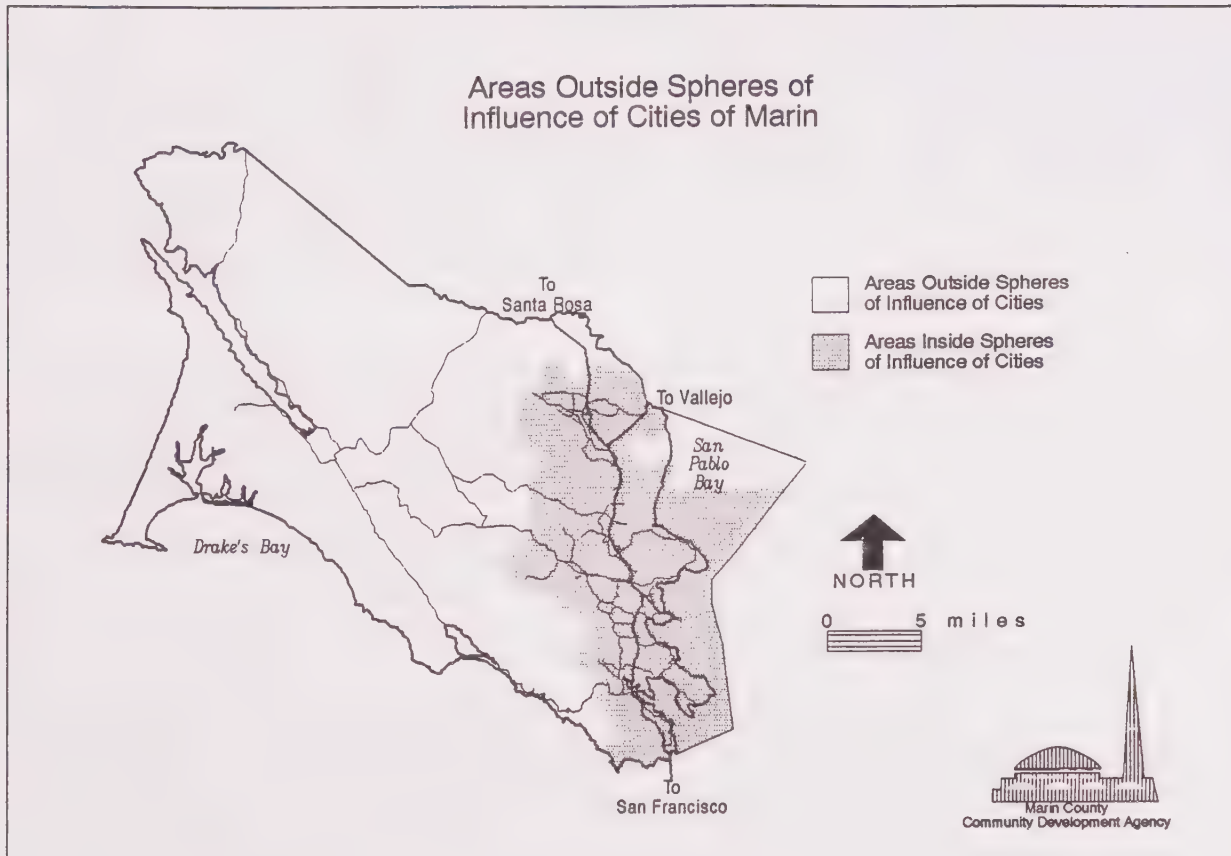 Areas Outside Spheres of
Influence of Cities of Marin
To
Santa Rosa
Areas Outside Spheres
of Influence of Cities
Areas Inside Spheres
of Influence of Cities
To Vallejo
San
Pablo
Bay
Drake's Bay
NORTH
0 5 miles
To
San Francisco
Marin County
Community Development Agency